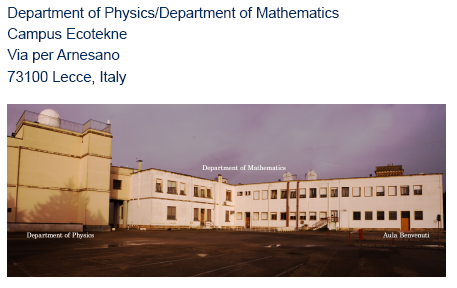 Department of Physics/Department of Mathematics
Campus Ecotekne
Via per Arnesano
73100 Lecce, Italy
Department of Mathematics
Department of Physics
Aula Benvenuti